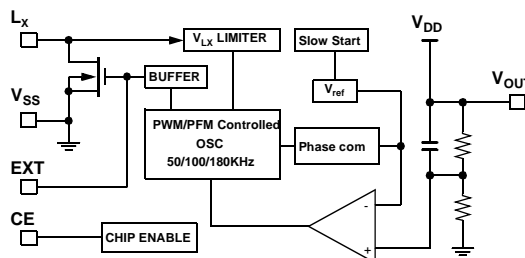 LX
VLX LIMITER
Slow Start
VDD
BUFFER
Vref
VOUT
VSS
PWM/PFM Controlled
OSC
50/100/180KHz
Phase com
EXT
-
CE
CHIP ENABLE
+